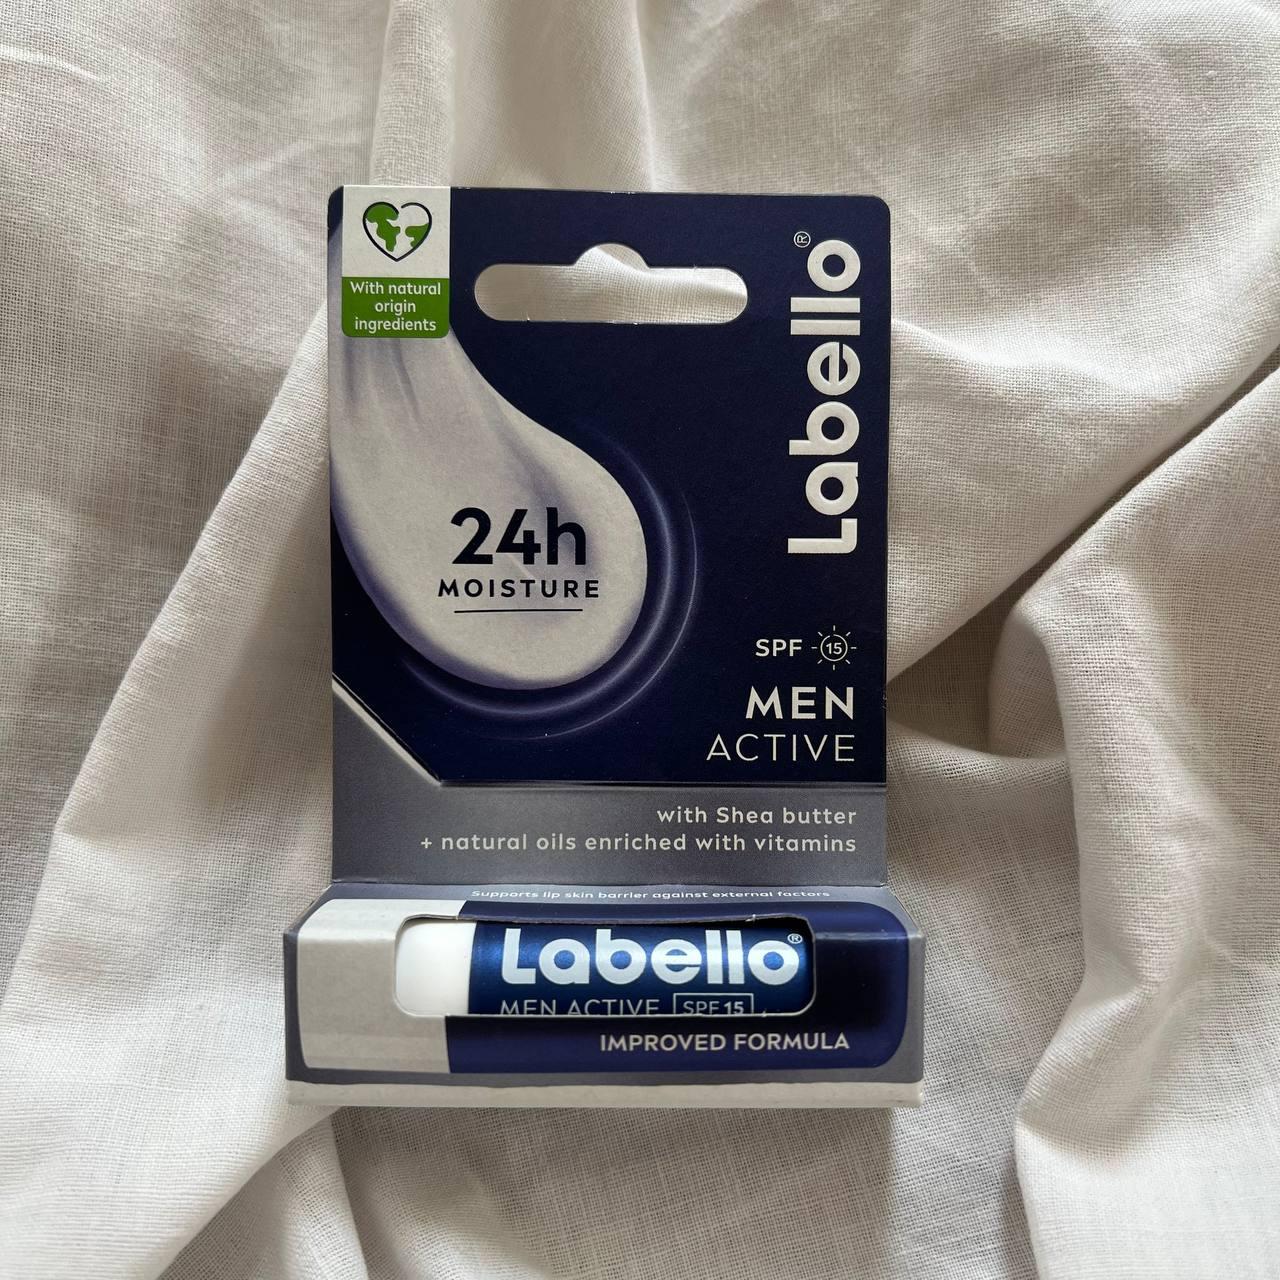 With natural
origin
ingredients
Labello®
24h
MOISTURE
SPF 15
MEN
ACTIVE
with Shea butter
+ natural oils enriched with vitamins
Supports lip skin barrier against external factors
Labello®
MEN ACTIVE SPF 15
IMPROVED FORMULA